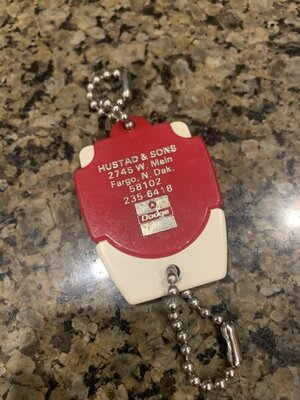 HUSTAD & SONS
2745 W. Main
Fargo, N. Dak.
58102
235-6418
Dodge